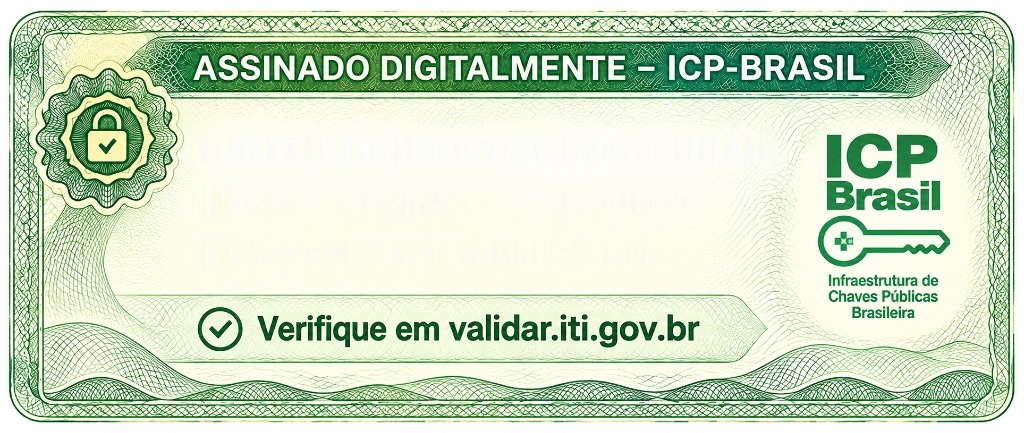 ASSINADO DIGITALMENTE – ICP-BRASIL
ICP
Brasil
Infraestrutura de
Chaves Públicas
Brasileira
Verifique em validar.iti.gov.br